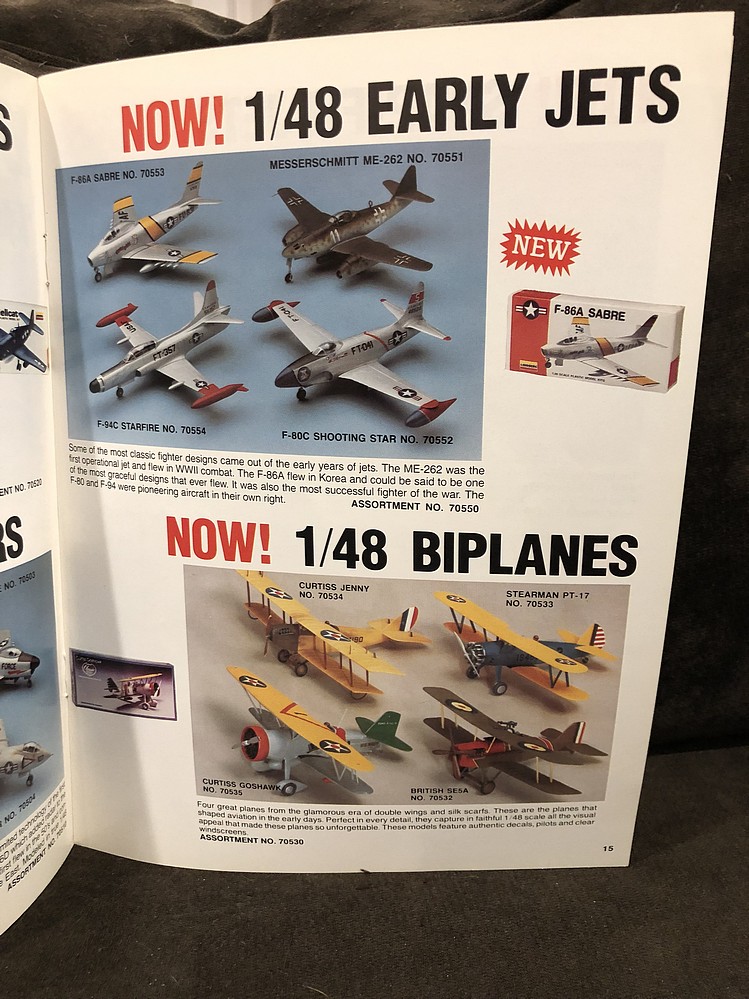 NOW! 1/48 EARLY JETS
F-86A SABRE NO. 70553
MESSERSCHMITT ME-262 NO. 70551
NEW
F-86A SABRE
FT-357
FT-041
F-94C STARFIRE NO. 70554
F-80C SHOOTING STAR NO. 70552
Some of the most classic fighter designs came out of the early years of jets. The ME-262 was the
first operational jet and flew in WWII combat. The F-86A flew in Korea and could be said to be one
of the most graceful designs that ever flew. It was also the most successful fighter of the war. The
F-80 and F-94 were pioneering aircraft in their own right.
ASSORTMENT NO. 70550
NOW! 1/48 BIPLANES
CURTISS JENNY
NO. 70534
STEARMAN PT-17
NO. 70533
CURTISS GOSHAWK
NO. 70535
BRITISH SE5A
NO. 70532
Four great planes from the glamorous era of double wings and silk scarfs. These are the planes that
shaped aviation in the early days. Perfect in every detail, they capture in faithful 1/48 scale all the visual
appeal that made these planes so unforgettable. These models feature authentic dec​als, pilots and clear
windscreens.
ASSORTMENT NO. 70530
15